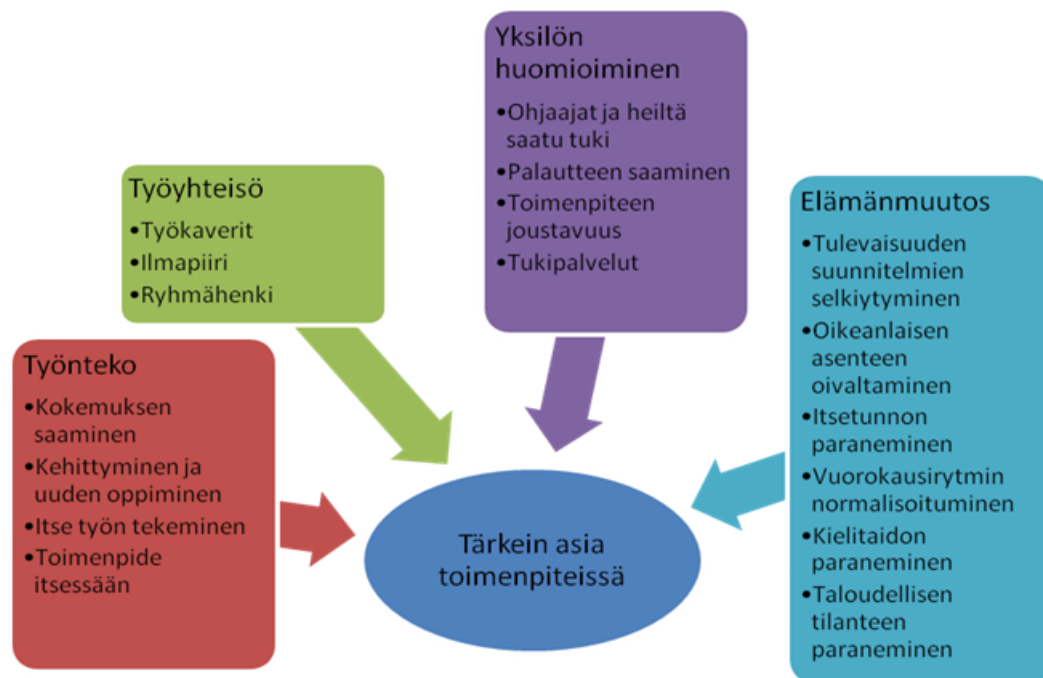 Työnteko
•Kokemuksen
saaminen
•Kehittyminen ja
uuden oppiminen
•Itse työn tekeminen
•Toimenpide
itsessään
Työyhteisö
•Työkaverit
•Ilmapiiri
•Ryhmähenki
Yksilön
huomioiminen
•Ohjaajat ja heiltä
saatu tuki
•Palautteen saaminen
•Toimenpiteen
joustavuus
•Tukipalvelut
Elämänmuutos
•Tulevaisuuden
suunnitelmien
selkiytyminen
•Oikeanlaisen
asenteen
oivaltaminen
•Itsetunnon
paraneminen
•Vuorokausirytmin
normalisoituminen
•Kielitaidon
paraneminen
•Taloudellisen
tilanteen
paraneminen
Tärkein asia
toimenpiteissä